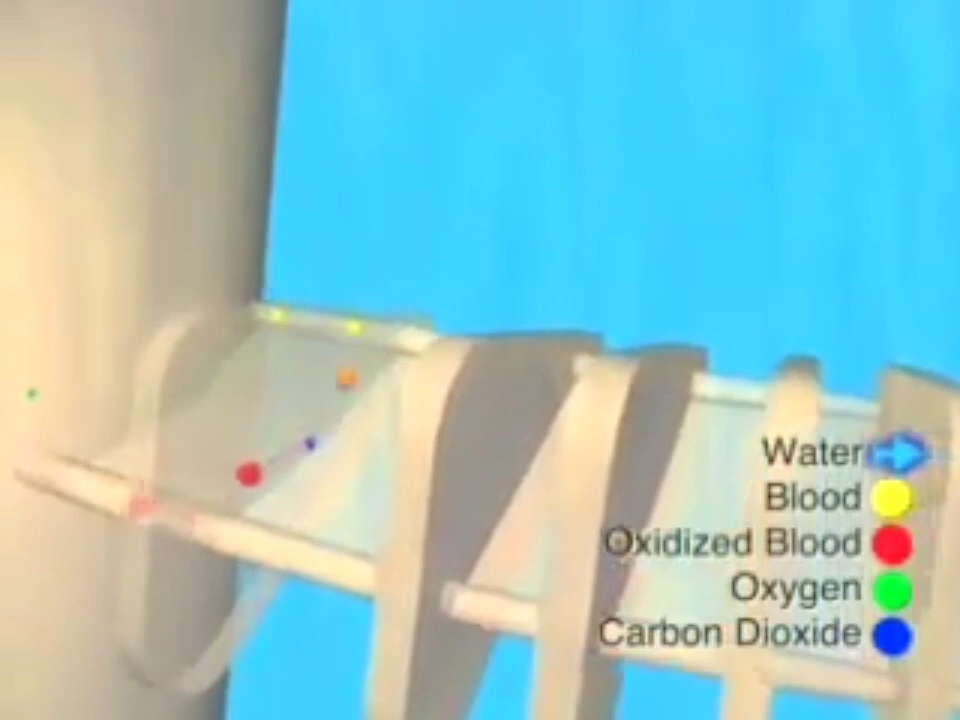 Water
Blood
Oxidized Blood
Oxygen
Carbon Dioxide